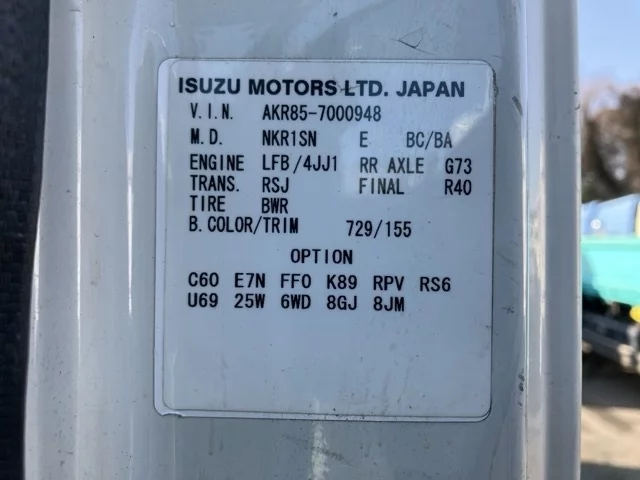 ISUZU MOTORS LTD. JAPAN
V.I.N. AKR85-7000948
M.D. NKR1SN E BC/BA
ENGINE LFB/4JJ1 RR AXLE G73
TRANS. RSJ FINAL R40
TIRE BWR
B.COLOR/TRIM 729/155
OPTION
C60 E7N FF0 K89 RPV RS6
U69 25W 6WD 8GJ 8JM